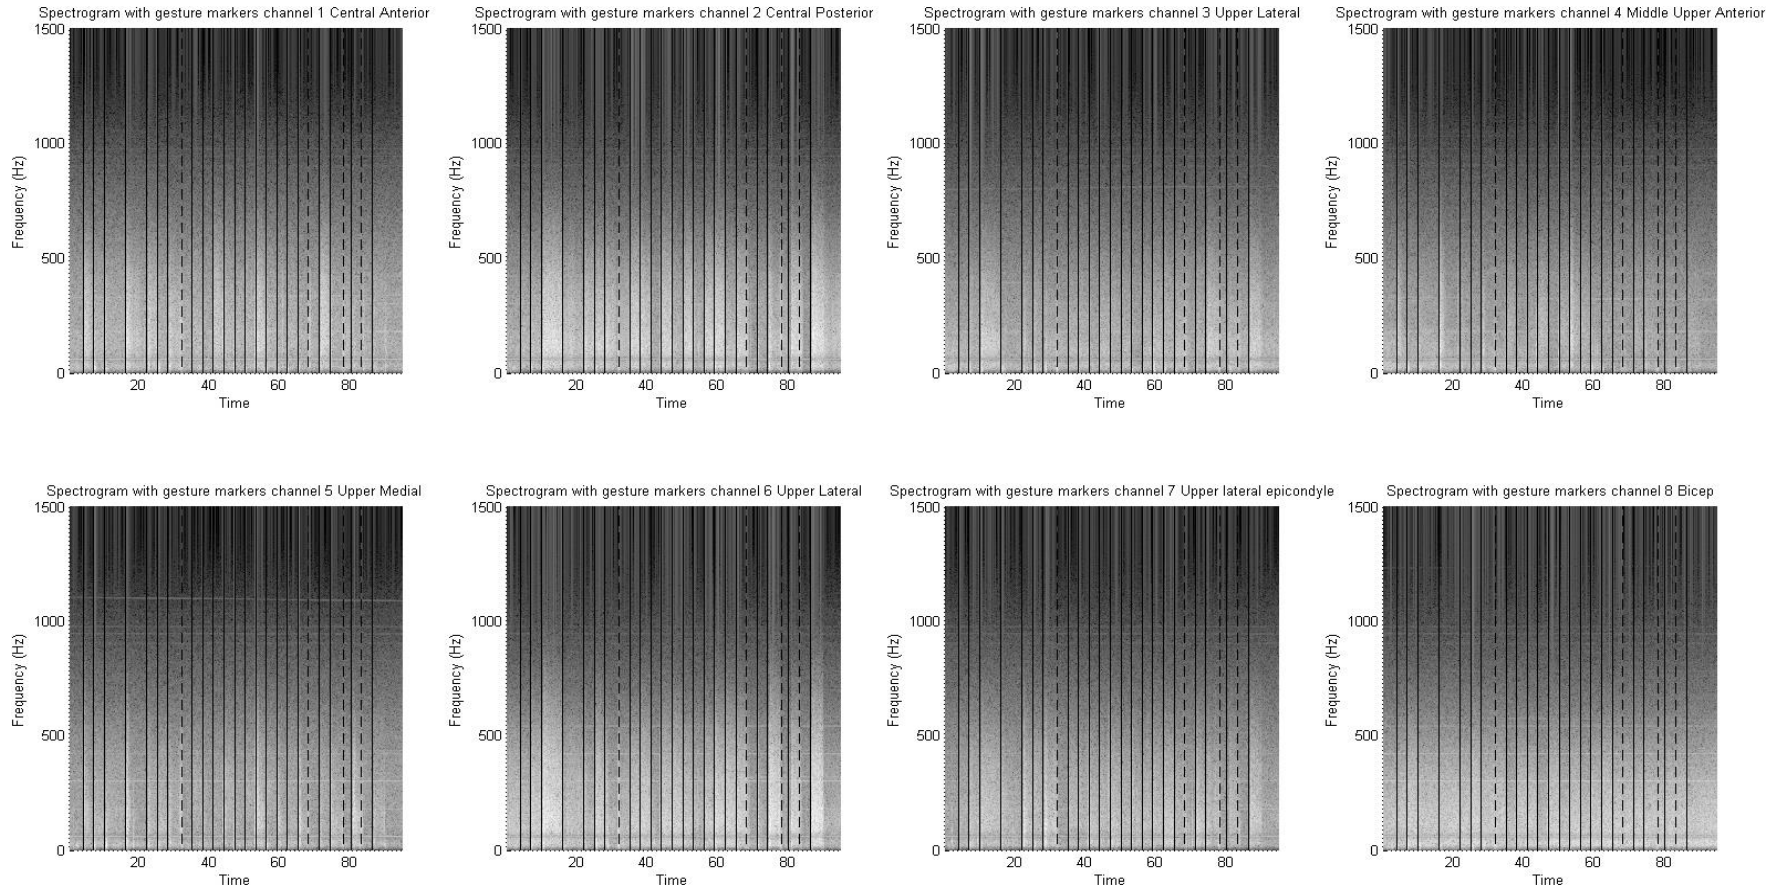 Spectrogram with gesture markers channel 1 Central Anterior
1500
1000
500
0
Frequency (Hz)
20 40 60 80
Time
Spectrogram with gesture markers channel 2 Central Posterior
1500
1000
500
0
Frequency (Hz)
20 40 60 80
Time
Spectrogram with gesture markers channel 3 Upper Lateral
1500
1000
500
0
Frequency (Hz)
20 40 60 80
Time
Spectrogram with gesture markers channel 4 Middle Upper Anterior
1500
1000
500
0
Frequency (Hz)
20 40 60 80
Time
Spectrogram with gesture markers channel 5 Upper Medial
1500
1000
500
0
Frequency (Hz)
20 40 60 80
Time
Spectrogram with gesture markers channel 6 Upper Lateral
1500
1000
500
0
Frequency (Hz)
20 40 60 80
Time
Spectrogram with gesture markers channel 7 Upper lateral epicondyle
1500
1000
500
0
Frequency (Hz)
20 40 60 80
Time
Spectrogram with gesture markers channel 8 Bicep
1500
1000
500
0
Frequency (Hz)
20 40 60 80
Time